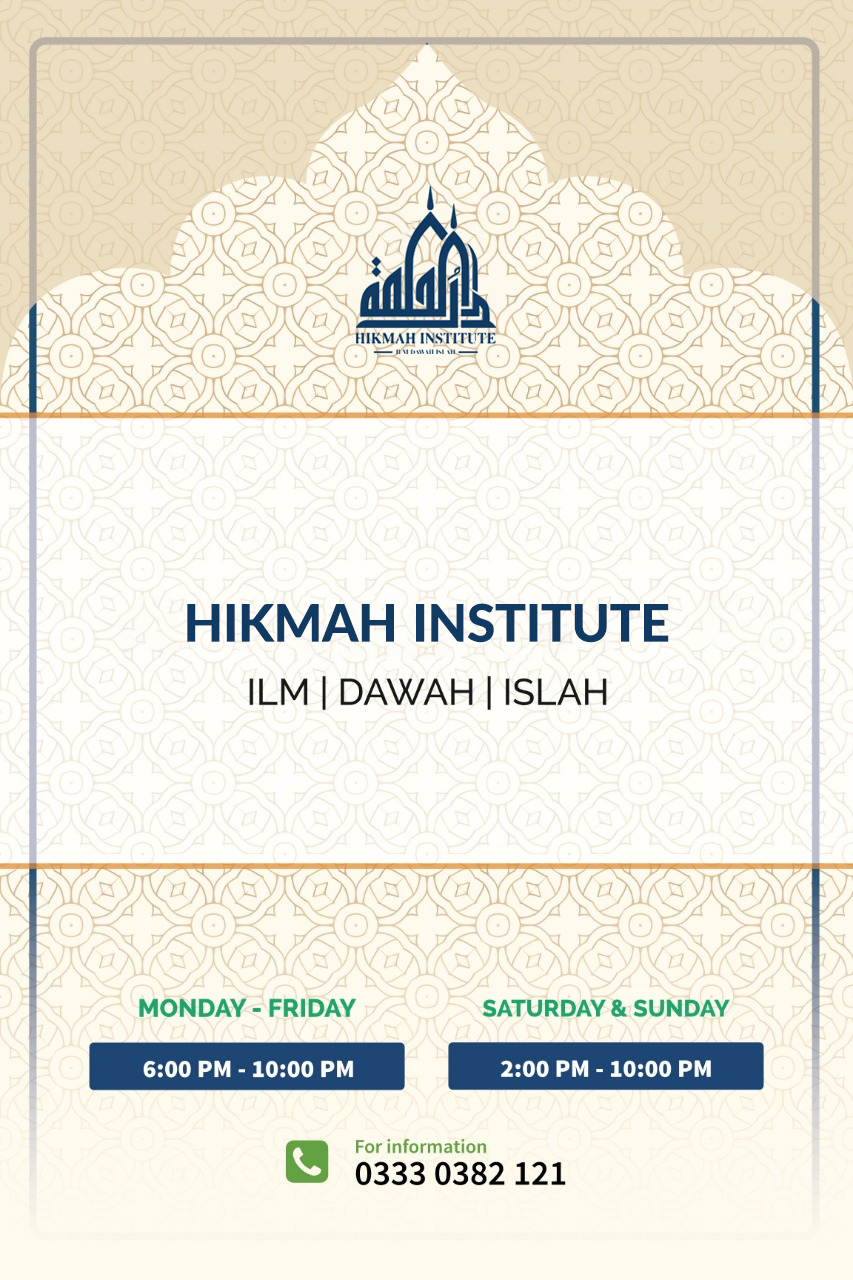 دار الحكمة
HIKMAH INSTITUTE
ILM DAWAH ISLAH
HIKMAH INSTITUTE
ILM | DAWAH | ISLAH
MONDAY - FRIDAY
6:00 PM - 10:00 PM
SATURDAY & SUNDAY
2:00 PM - 10:00 PM
For information
0333 0382 121